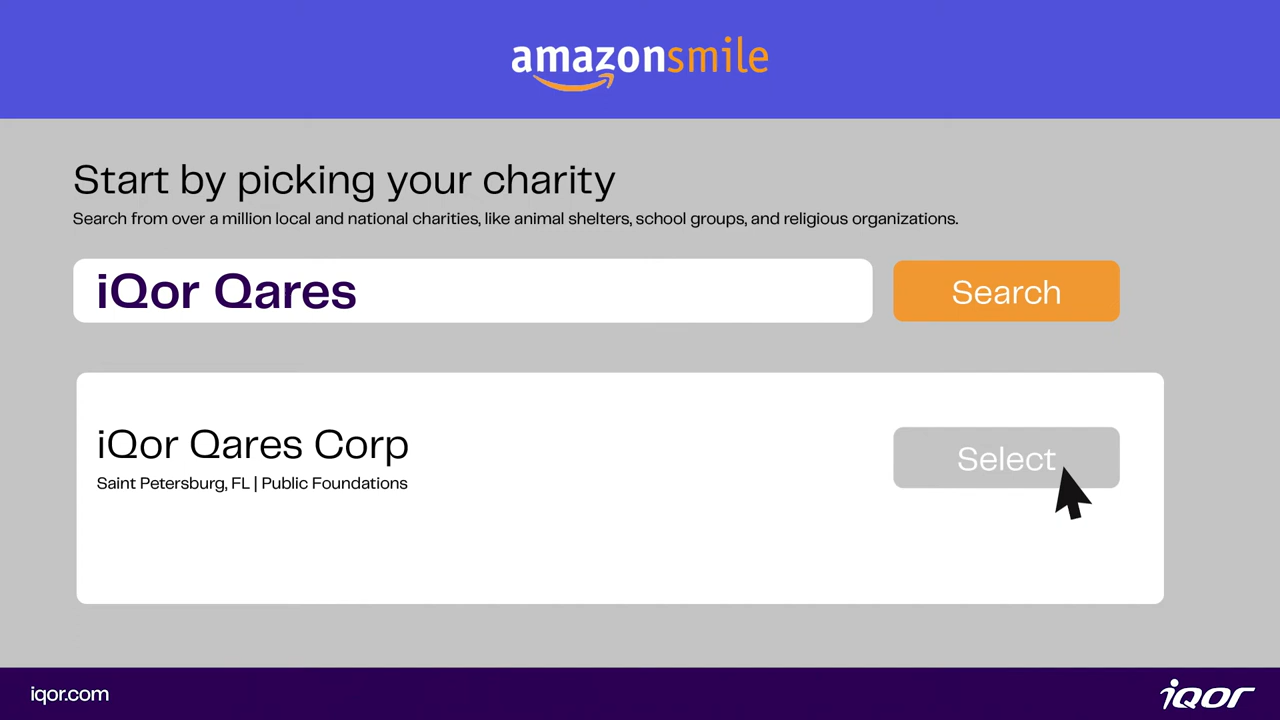 amazonsmile
Start by picking your charity
Search from over a million local and national charities, like animal shelters, school groups, and religious organizations.
iQor Qares
Search
iQor Qares Corp
Select
Saint Petersburg, FL | Public Foundations
iqor.com
iqor